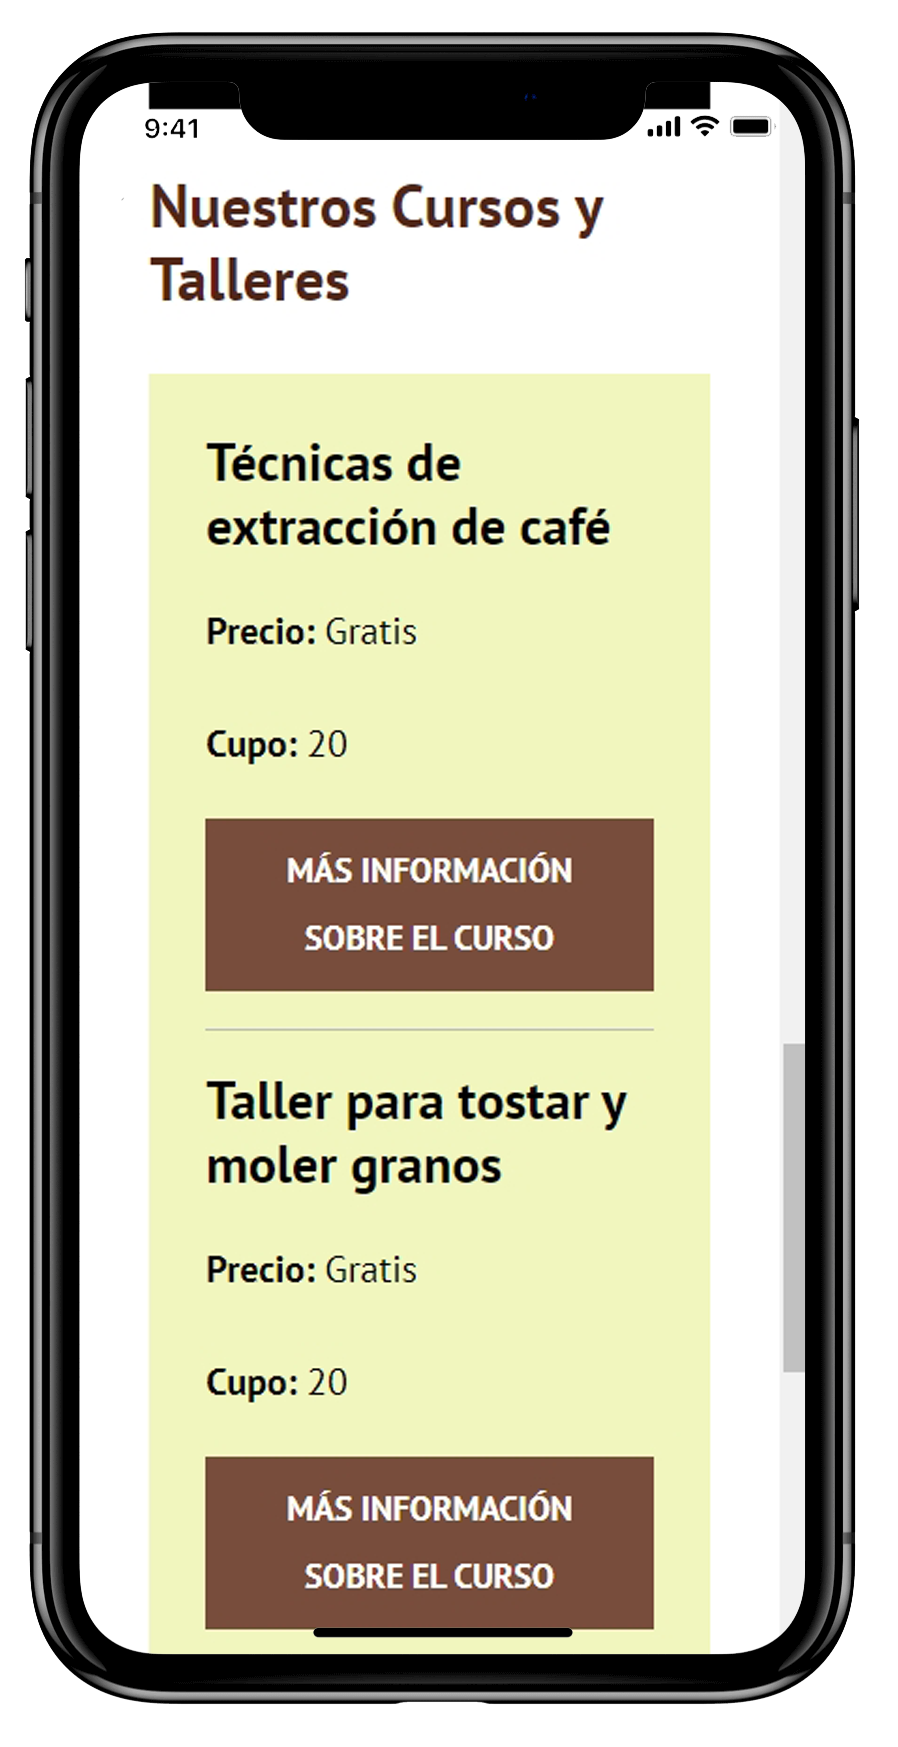 9:41
Nuestros Cursos y
Talleres
Técnicas de
extracción de café
Precio: Gratis
Cupo: 20
MÁS INFORMACIÓN
SOBRE EL CURSO
Taller para tostar y
moler granos
Precio: Gratis
Cupo: 20
MÁS INFORMACIÓN
SOBRE EL CURSO